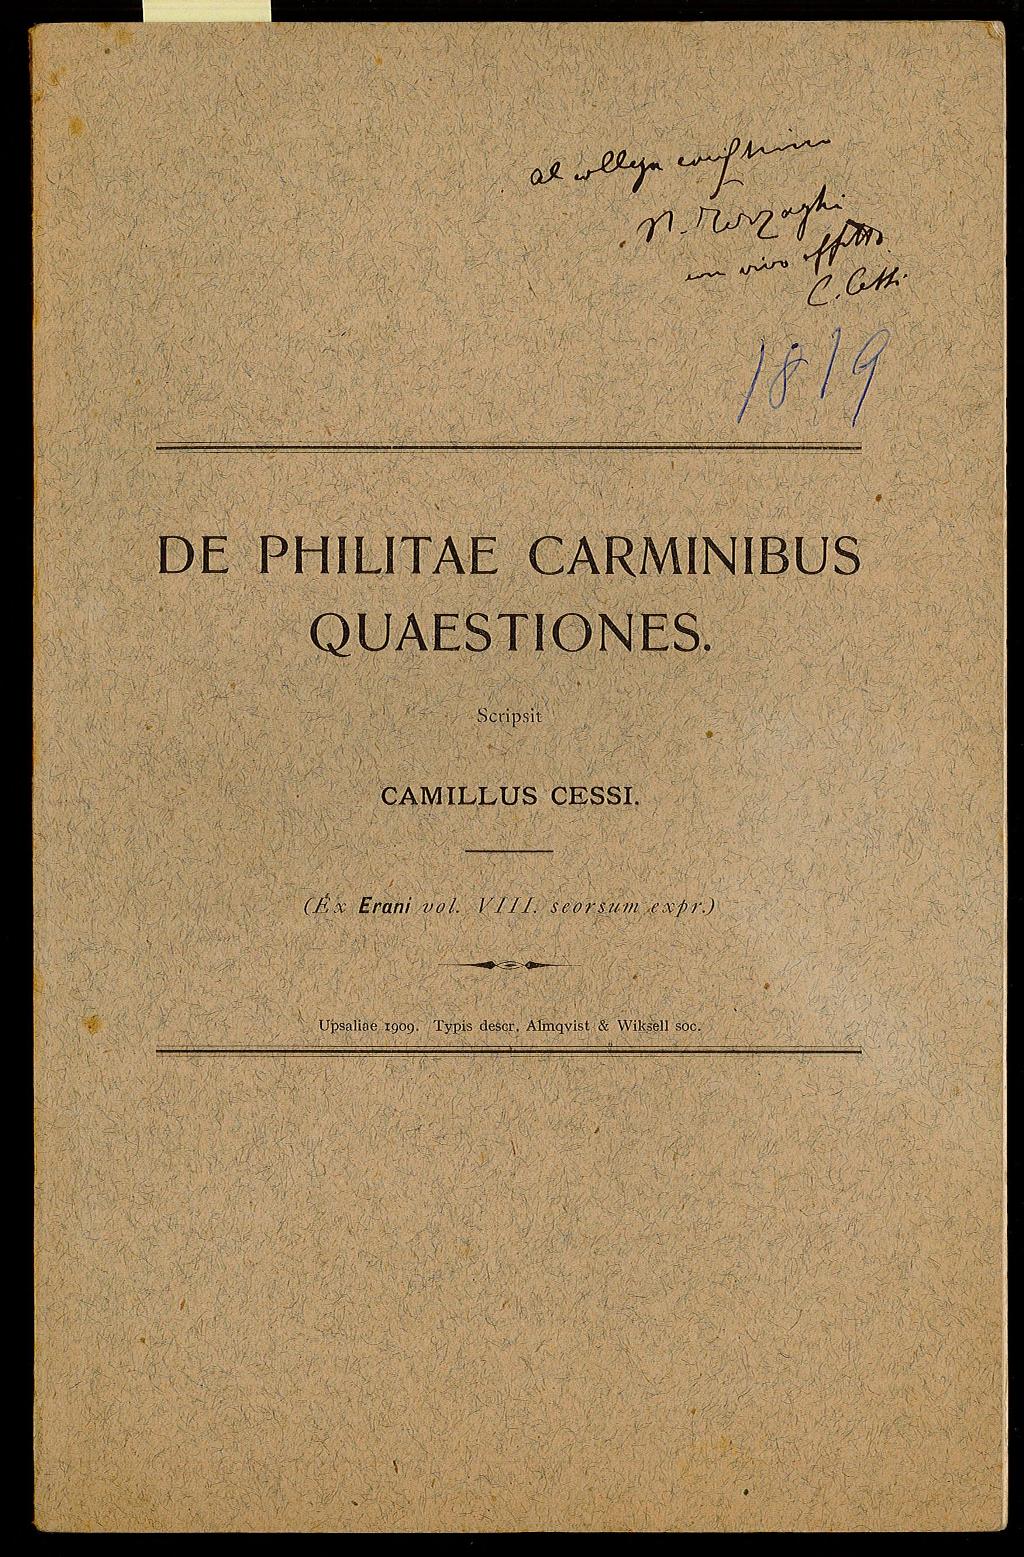 al collega carissimo
N. Terzaghi
con vivo affetto
C. Cessi
1819
DE PHILITAE CARMINIBUS
QUAESTIONES.
Scripsit
CAMILLUS CESSI.
(Ex Erani vol. VIII. seorsum expr.)
Upsaliae 1909. Typis descr. Almqvist & Wiksell soc.